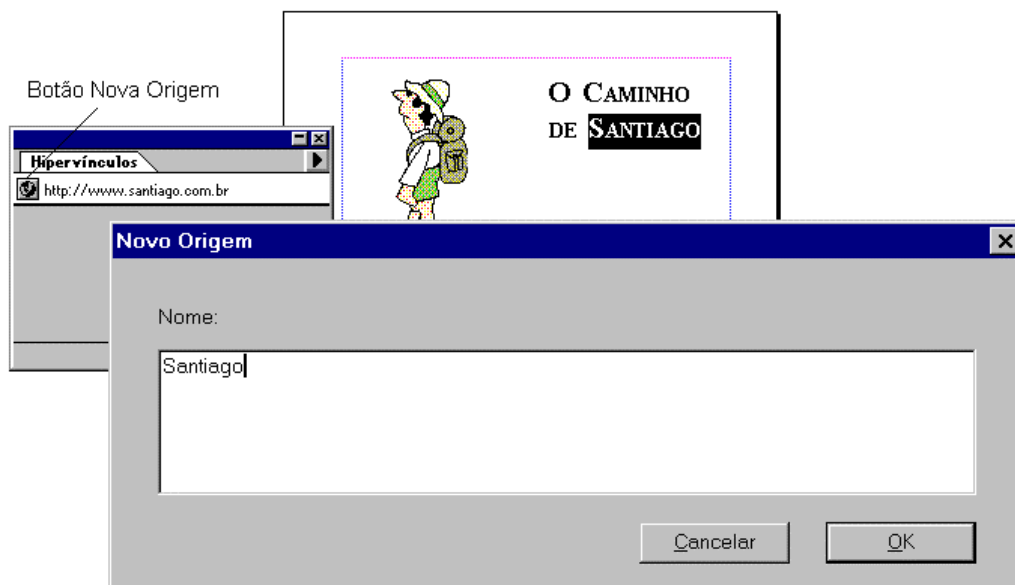 Botão Nova Origem
O CAMINHO
DE SANTIAGO
Hipervínculos
http://www.santiago.com.br
Novo Origem
Nome:
Santiago
Cancelar
OK